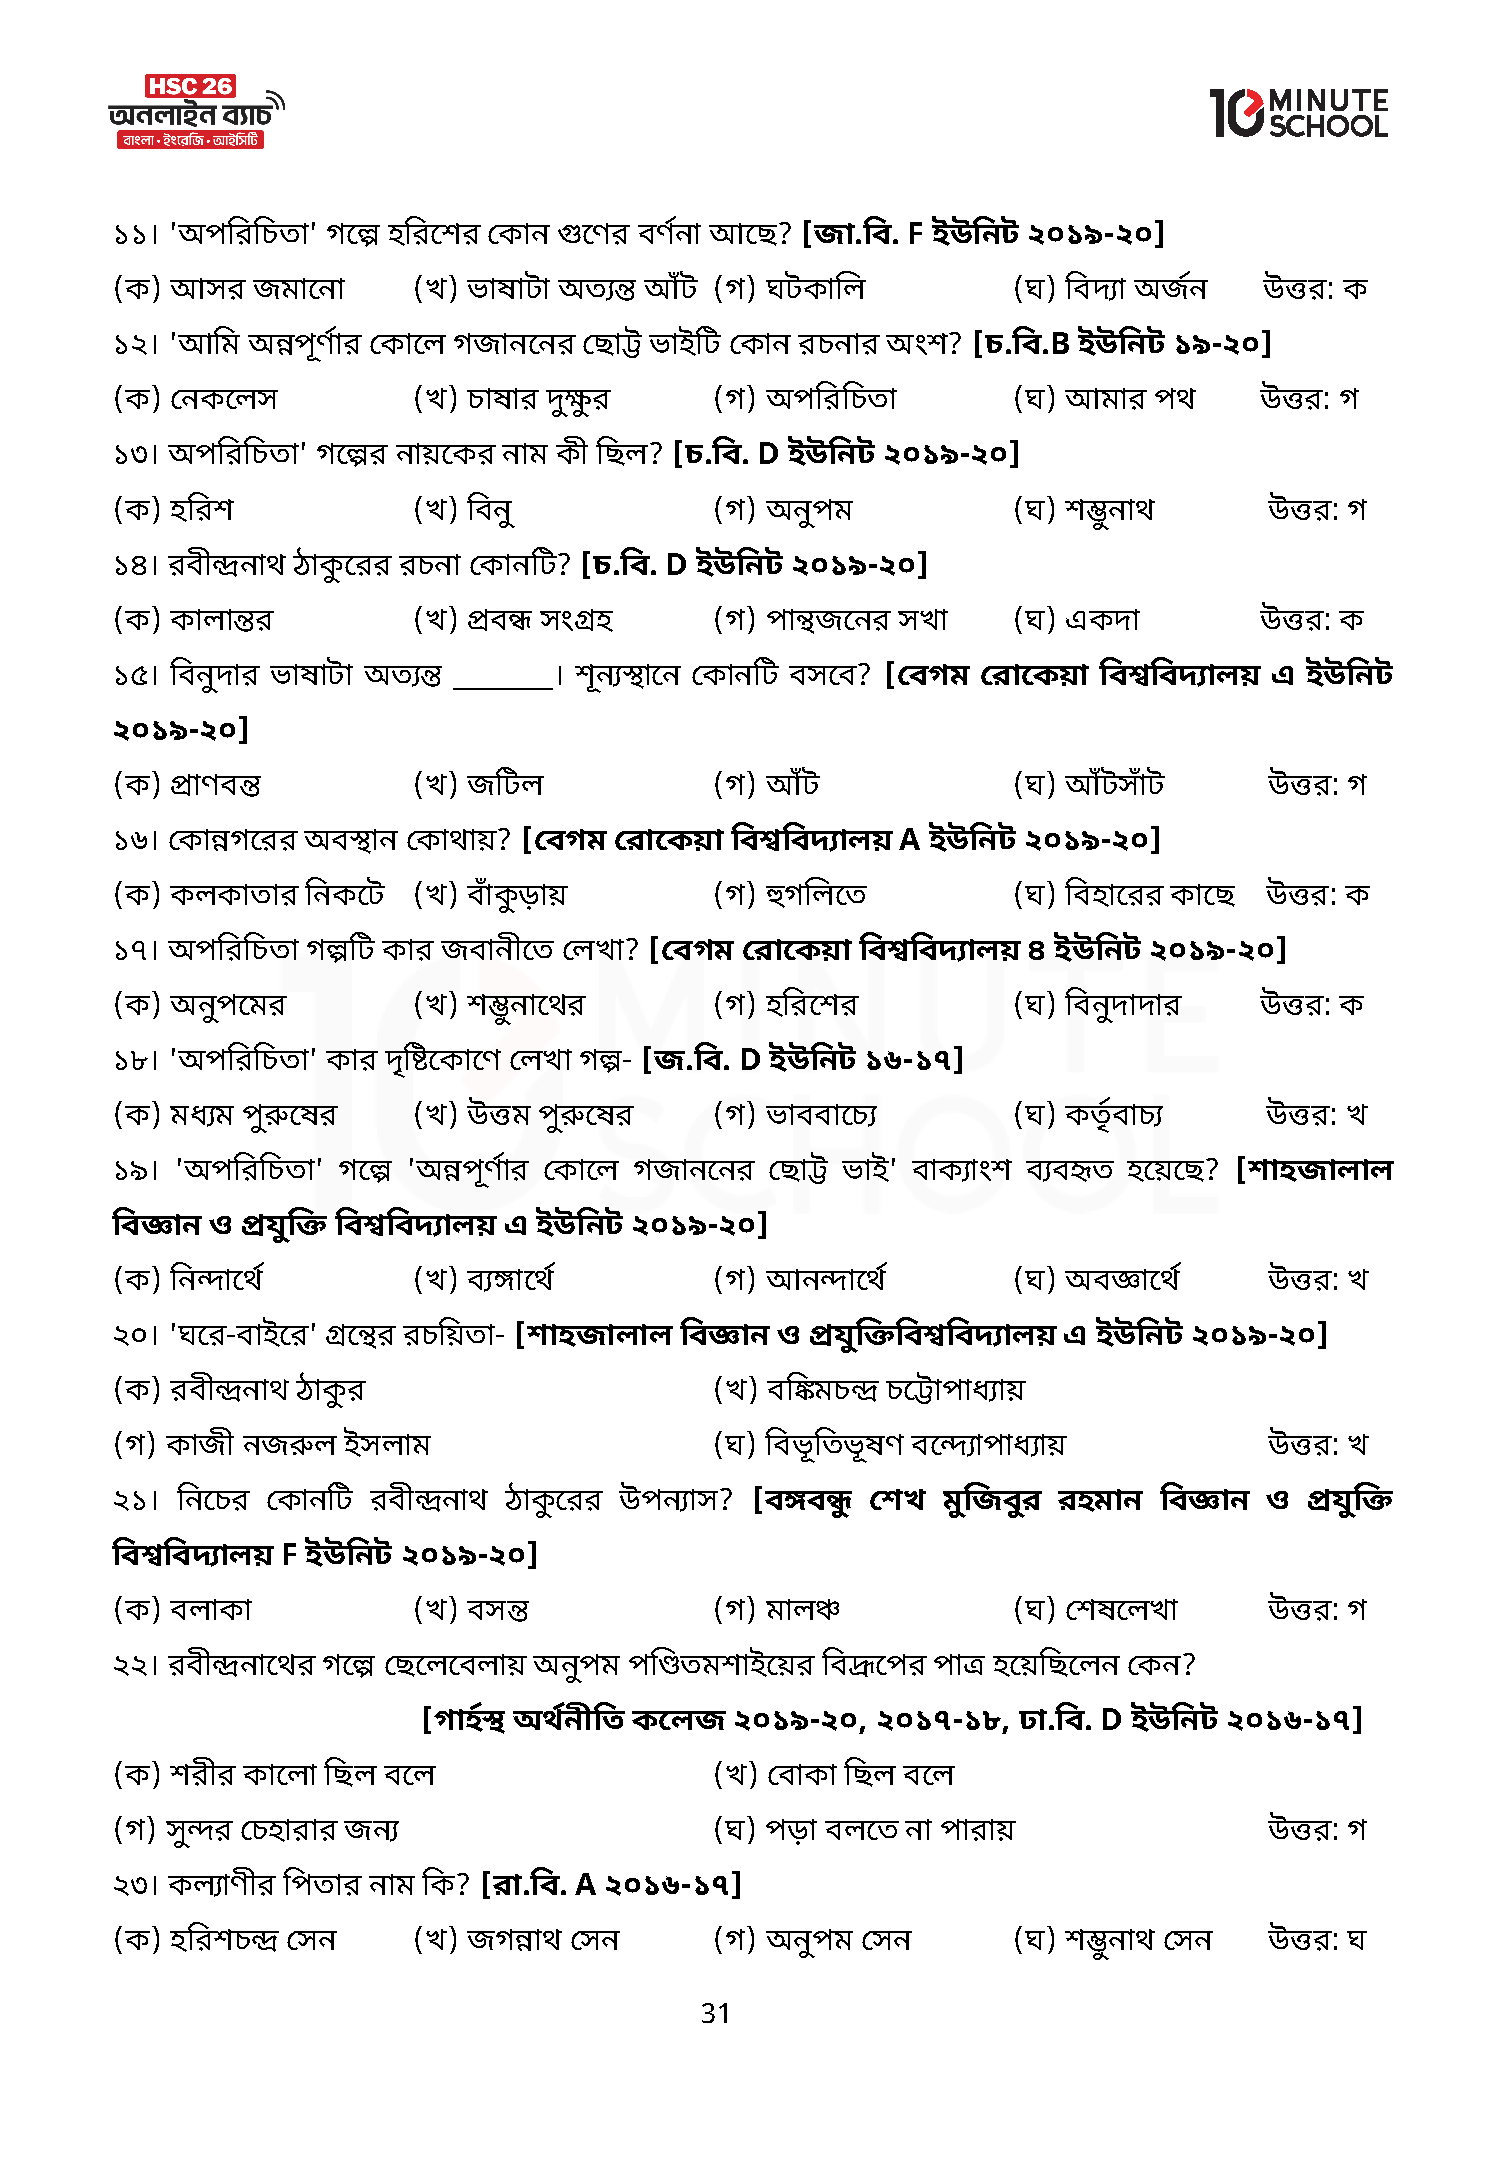 HSC 26
অনলাইন ব্যাচ
বাংলা • ইংরেজি • আইসিটি
10 MINUTE SCHOOL
১১। 'অপরিচিতা' গল্পে হরিশের কোন গুণের বর্ণনা আছে? [জা.বি. F ইউনিট ২০১৯-২০]
(ক) আসর জমানো (খ) ভাষাটা অত্যন্ত আঁট (গ) ঘটকালি (ঘ) বিদ্যা অর্জন উত্তর: ক
১২। 'আমি অন্নপূর্ণার কোলে গজাননের ছোট্ট ভাইটি কোন রচনার অংশ? [চ.বি.B ইউনিট ১৯-২০]
(ক) নেকলেস (খ) চাষার দুক্ষুর (গ) অপরিচিতা (ঘ) আমার পথ উত্তর: গ
১৩। অপরিচিতা' গল্পের নায়কের নাম কী ছিল? [চ.বি. D ইউনিট ২০১৯-২০]
(ক) হরিশ (খ) বিনু (গ) অনুপম (ঘ) শম্ভুনাথ উত্তর: গ
১৪। রবীন্দ্রনাথ ঠাকুরের রচনা কোনটি? [চ.বি. D ইউনিট ২০১৯-২০]
(ক) কালান্তর (খ) প্রবন্ধ সংগ্রহ (গ) পান্থজনের সখা (ঘ) একদা উত্তর: ক
১৫। বিনুদার ভাষাটা অত্যন্ত ________। শূন্যস্থানে কোনটি বসবে? [বেগম রোকেয়া বিশ্ববিদ্যালয় এ ইউনিট
২০১৯-২০]
(ক) প্রাণবন্ত (খ) জটিল (গ) আঁট (ঘ) আঁটসাঁট উত্তর: গ
১৬। কোন্নগরের অবস্থান কোথায়? [বেগম রোকেয়া বিশ্ববিদ্যালয় A ইউনিট ২০১৯-২০]
(ক) কলকাতার নিকটে (খ) বাঁকুড়ায় (গ) হুগলিতে (ঘ) বিহারের কাছে উত্তর: ক
১৭। অপরিচিতা গল্পটি কার জবানীতে লেখা? [বেগম রোকেয়া বিশ্ববিদ্যালয় ৪ ইউনিট ২০১৯-২০]
(ক) অনুপমের (খ) শম্ভুনাথের (গ) হরিশের (ঘ) বিনুদাদার উত্তর: ক
১৮। 'অপরিচিতা' কার দৃষ্টিকোণে লেখা গল্প- [জ.বি. D ইউনিট ১৬-১৭]
(ক) মধ্যম পুরুষের (খ) উত্তম পুরুষের (গ) ভাববাচ্যে (ঘ) কর্তৃবাচ্য উত্তর: খ
১৯। 'অপরিচিতা' গল্পে 'অন্নপূর্ণার কোলে গজাননের ছোট্ট ভাই' বাক্যাংশ ব্যবহৃত হয়েছে? [শাহজালাল
বিজ্ঞান ও প্রযুক্তি বিশ্ববিদ্যালয় এ ইউনিট ২০১৯-২০]
(ক) নিন্দার্থে (খ) ব্যঙ্গার্থে (গ) আনন্দার্থে (ঘ) অবজ্ঞার্থে উত্তর: খ
২০। 'ঘরে-বাইরে' গ্রন্থের রচয়িতা- [শাহজালাল বিজ্ঞান ও প্রযুক্তিবিশ্ববিদ্যালয় এ ইউনিট ২০১৯-২০]
(ক) রবীন্দ্রনাথ ঠাকুর (খ) বঙ্কিমচন্দ্র চট্টোপাধ্যায়
(গ) কাজী নজরুল ইসলাম (ঘ) বিভূতিভূষণ বন্দ্যোপাধ্যায় উত্তর: খ
২১। নিচের কোনটি রবীন্দ্রনাথ ঠাকুরের উপন্যাস? [বঙ্গবন্ধু শেখ মুজিবুর রহমান বিজ্ঞান ও প্রযুক্তি
বিশ্ববিদ্যালয় F ইউনিট ২০১৯-২০]
(ক) বলাকা (খ) বসন্ত (গ) মালঞ্চ (ঘ) শেষলেখা উত্তর: গ
২২। রবীন্দ্রনাথের গল্পে ছেলেবেলায় অনুপম পণ্ডিতমশাইয়ের বিদ্রূপের পাত্র হয়েছিলেন কেন?
[গার্হস্থ অর্থনীতি কলেজ ২০১৯-২০, ২০১৭-১৮, ঢা.বি. D ইউনিট ২০১৬-১৭]
(ক) শরীর কালো ছিল বলে (খ) বোকা ছিল বলে
(গ) সুন্দর চেহারার জন্য (ঘ) পড়া বলতে না পারায় উত্তর: গ
২৩। কল্যাণীর পিতার নাম কি? [রা.বি. A ২০১৬-১৭]
(ক) হরিশচন্দ্র সেন (খ) জগন্নাথ সেন (গ) অনুপম সেন (ঘ) শম্ভুনাথ সেন উত্তর: ঘ
31